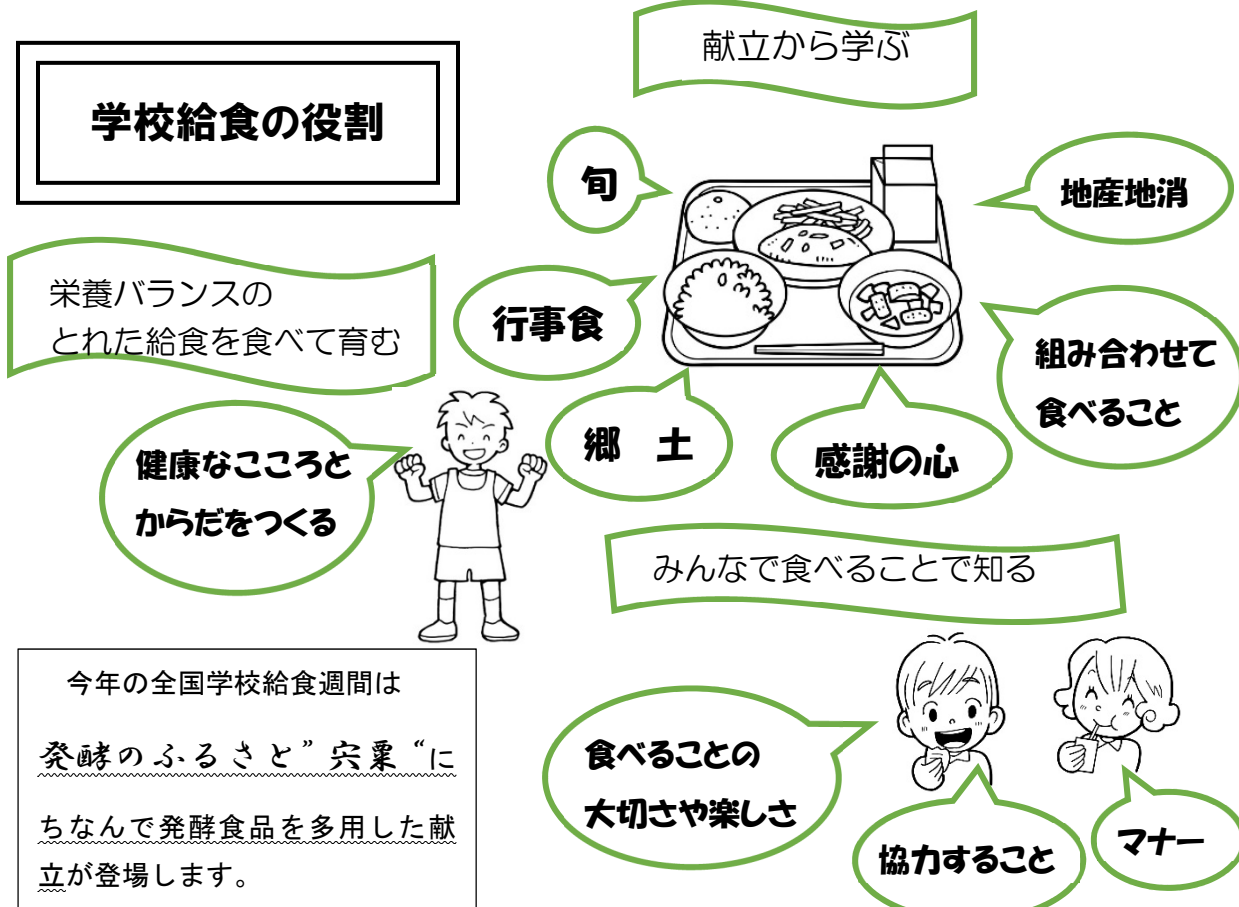 学校給食の役割
献立から学ぶ
旬
地産地消
行事食
組み合わせて
食べること
郷　土
感謝の心
栄養バランスの
とれた給食を食べて育む
健康なこころと
からだをつくる
みんなで食べることで知る
食べることの
大切さや楽しさ
協力すること
マナー
今年の全国学校給食週間は
発酵のふるさと”宍粟“に
ちなんで発酵食品を多用した献
立が登場します。